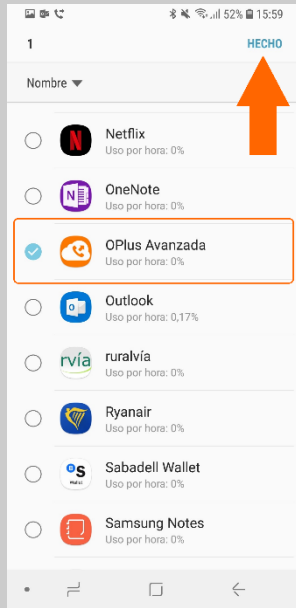 52% 15:59
1 HECHO
Nombre
Netflix
Uso por hora: 0%
OneNote
Uso por hora: 0%
OPlus Avanzada
Uso por hora: 0%
Outlook
Uso por hora: 0,17%
rvía
ruralvía
Uso por hora: 0%
Ryanair
Uso por hora: 0%
S
Sabadell Wallet
Uso por hora: 0%
Samsung Notes
Uso por hora: 0%